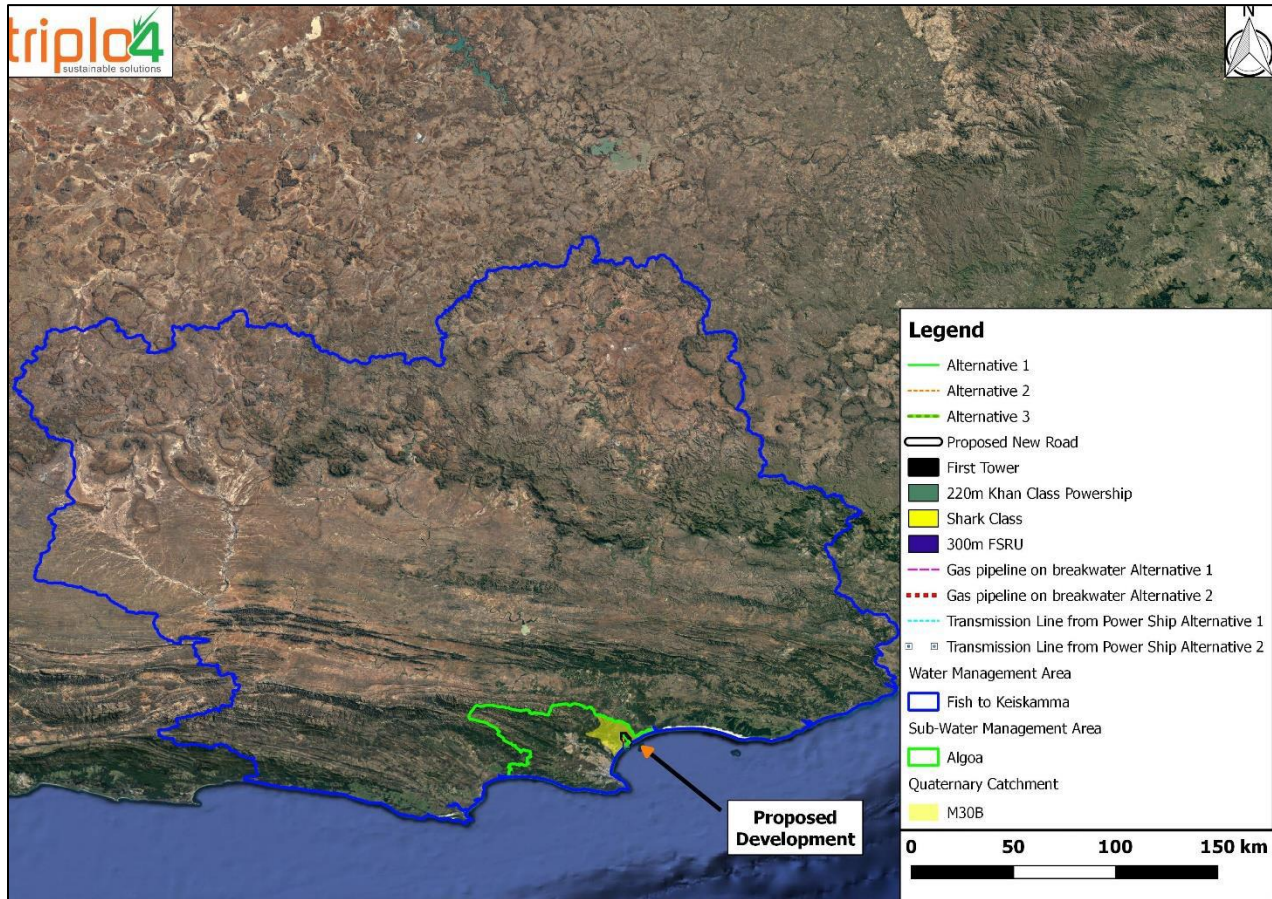 triplo4
sustainable solutions
N
Legend
Alternative 1
Alternative 2
Alternative 3
Proposed New Road
First Tower
220m Khan Class Powership
Shark Class
300m FSRU
Gas pipeline on breakwater Alternative 1
Gas pipeline on breakwater Alternative 2
Transmission Line from Power Ship Alternative 1
Transmission Line from Power Ship Alternative 2
Water Management Area
Fish to Keiskamma
Sub-Water Management Area
Algoa
Quaternary Catchment
M30B
Proposed
Development
0 50 100 150 km